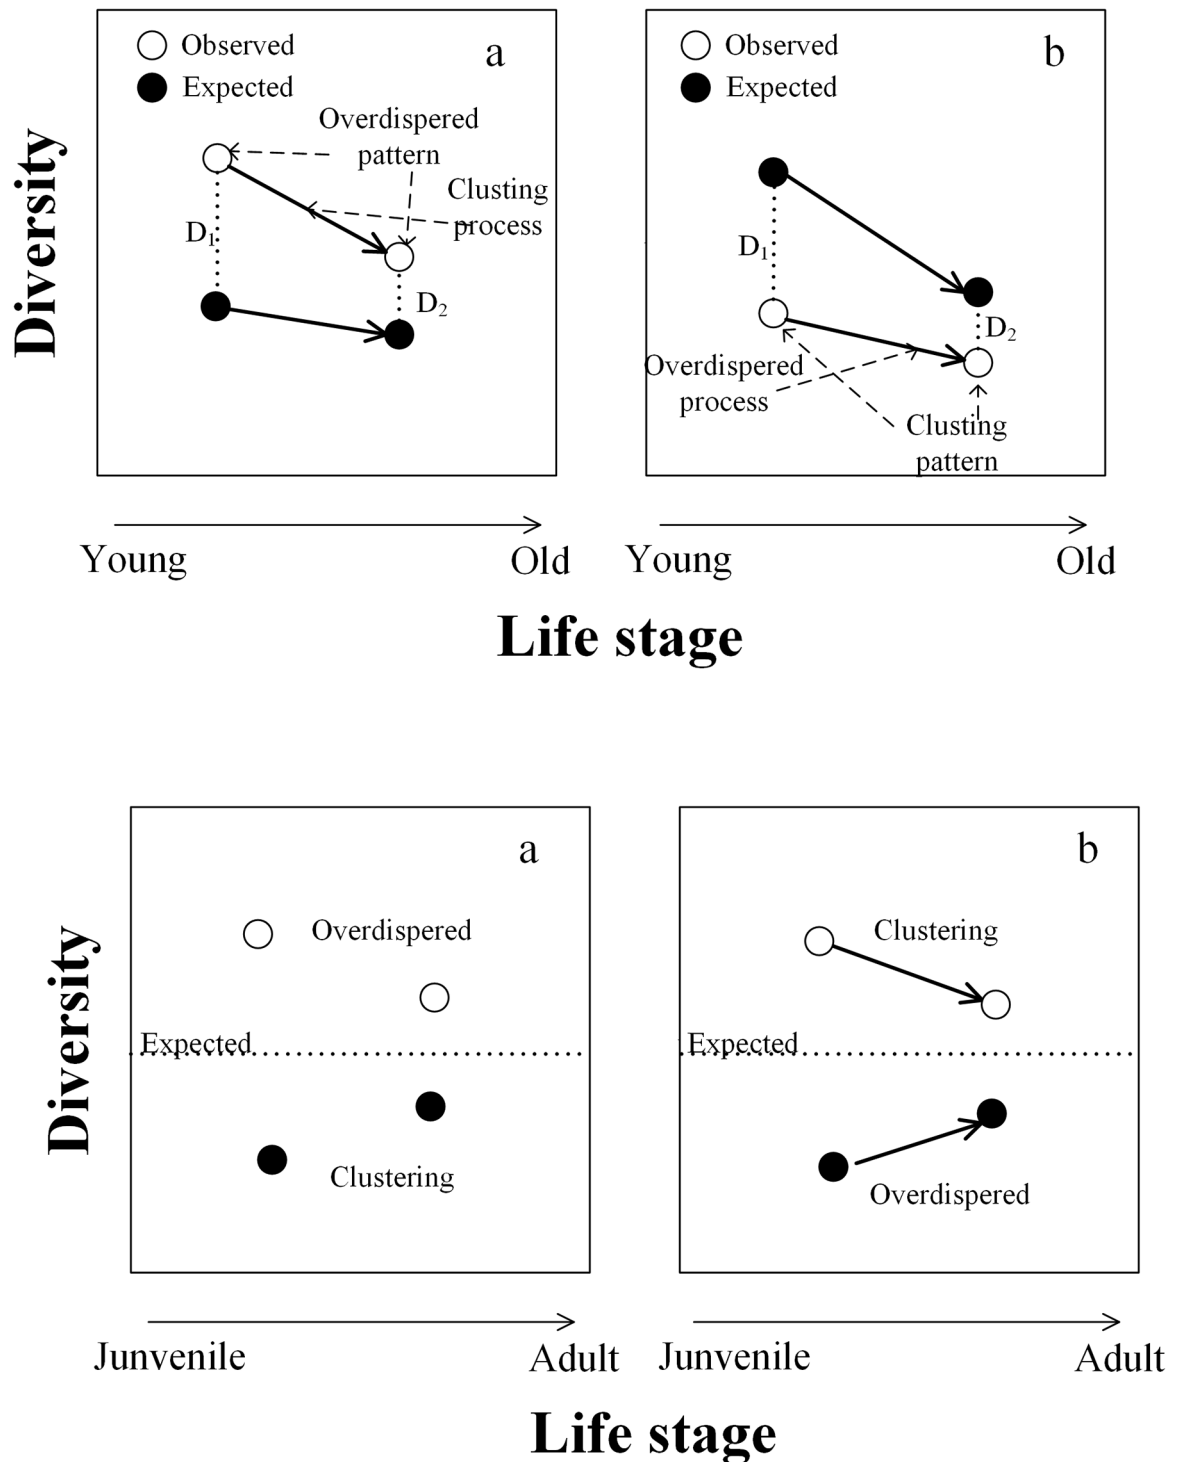 a
Observed
Expected
Overdispered
pattern
Clusting
process
D1
D2
b
Observed
Expected
D1
D2
Overdispered
process
Clusting
pattern
Diversity
Young
Old
Young
Old
Life stage
a
Overdispered
Expected
Clustering
b
Clustering
Expected
Overdispered
Diversity
Junvenile
Adult
Junvenile
Adult
Life stage